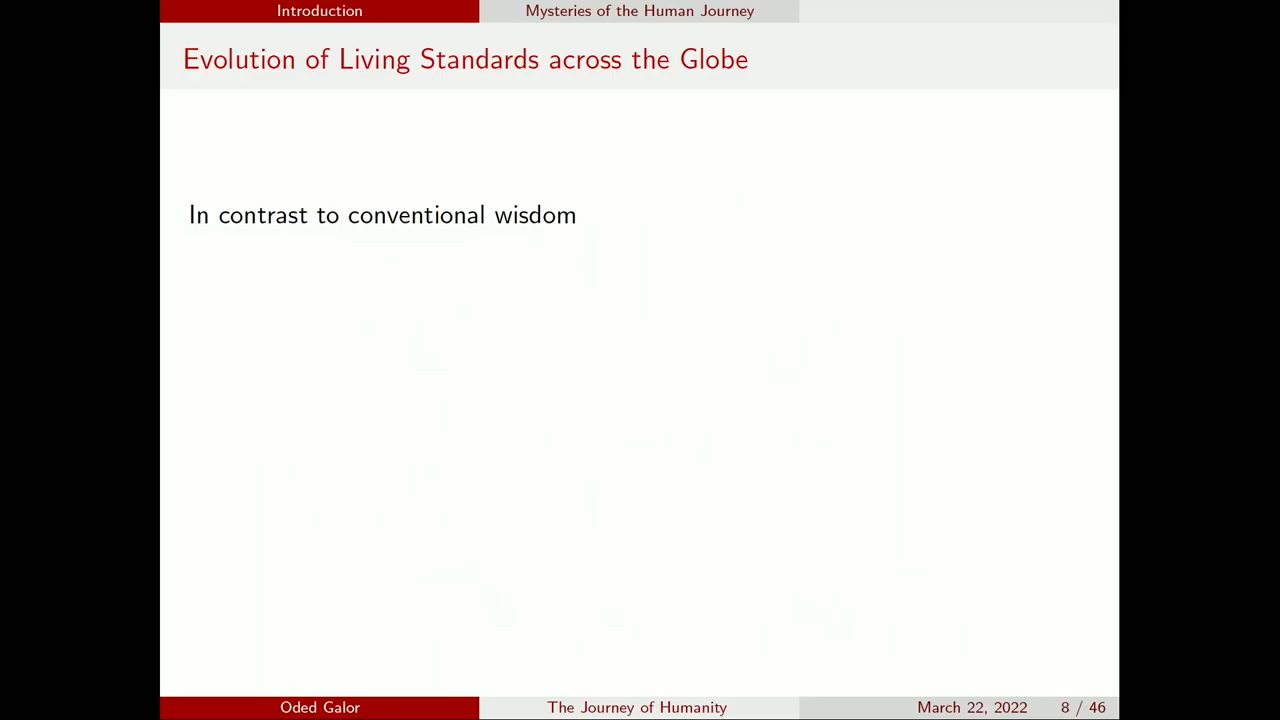 Introduction
Mysteries of the Human Journey
Evolution of Living Standards across the Globe
In contrast to conventional wisdom
Oded Galor
The Journey of Humanity
March 22, 2022
8 / 46